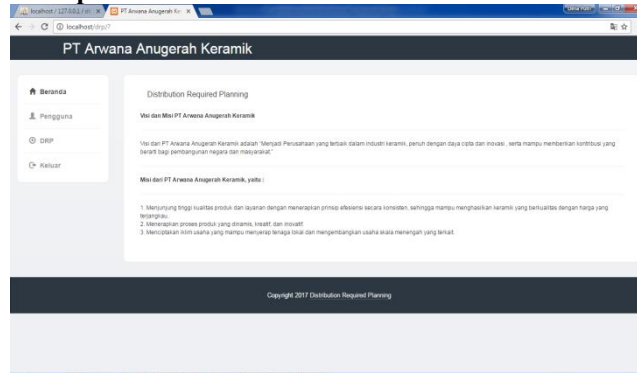 localhost / 127.0.0.1 /
PT Arwana Anugerah Ke
localhost/drp/?
PT Arwana Anugerah Keramik
Beranda
Pengguna
DRP
Keluar
Distribution Required Planning
Visi dan Misi PT Arwana Anugerah Keramik
Visi dari PT Arwana Anugerah Keramik adalah "Menjadi Perusahaan yang terbaik dalam industri keramik, penuh dengan daya cipta dan inovasi , serta mampu memberikan kontribusi yang
berarti bagi pembangunan negara dan masyarakat."
Misi dari PT Arwana Anugerah Keramik, yaitu :
1. Menjunjung tinggi kualitas produk dan layanan dengan menerapkan prinsip efesiensi secara konsisten, sehingga mampu menghasilkan keramik yang berkualitas dengan harga yang
terjangkau.
2. Menerapkan proses produk yang dinamis, kreatif, dan inovatif.
3. Menciptakan iklim usaha yang mampu menyerap tenaga lokal dan mengembangkan usaha skala menengah yang terkait.
Copyright 2017 Distribution Required Planning